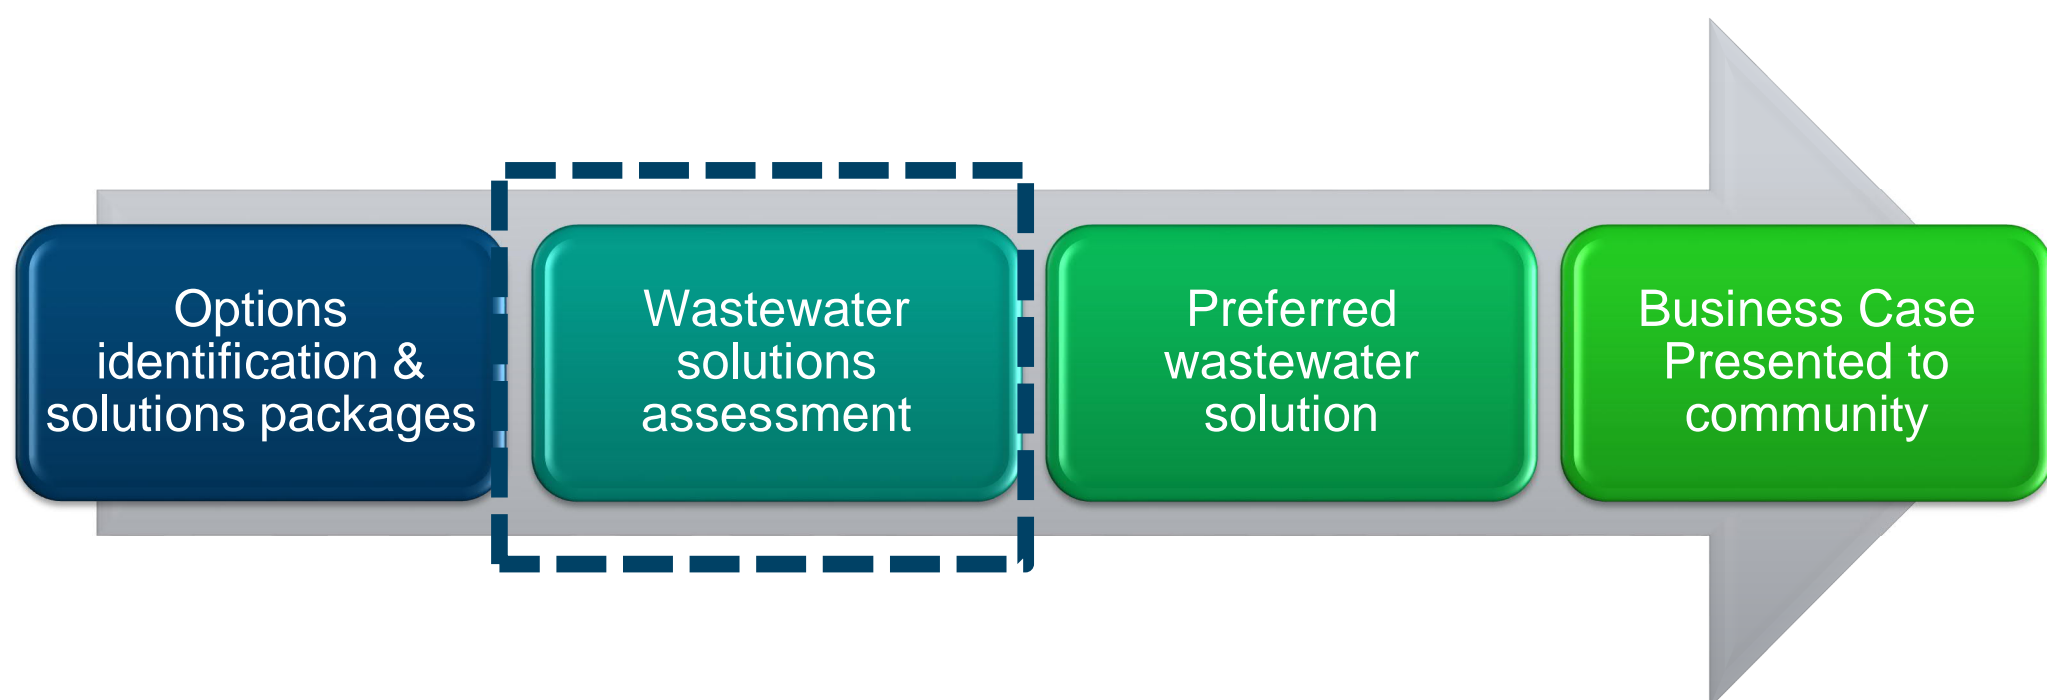 Options
identification &
solutions packages
Wastewater
solutions
assessment
Preferred
wastewater
solution
Business Case
Presented to
community